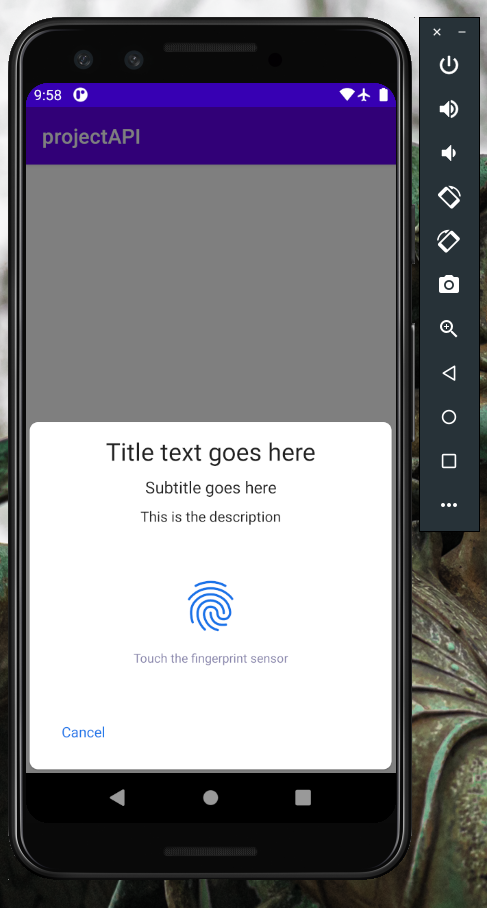 9:58
projectAPI
Title text goes here
Subtitle goes here
This is the description
Touch the fingerprint sensor
Cancel